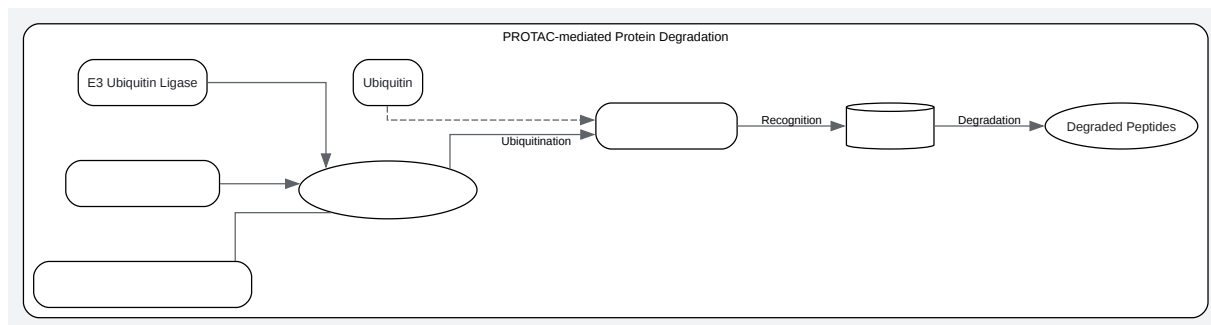 PROTAC-mediated Protein Degradation
E3 Ubiquitin Ligase
Ubiquitin
Ubiquitination
Recognition
Degradation
Degraded Peptides